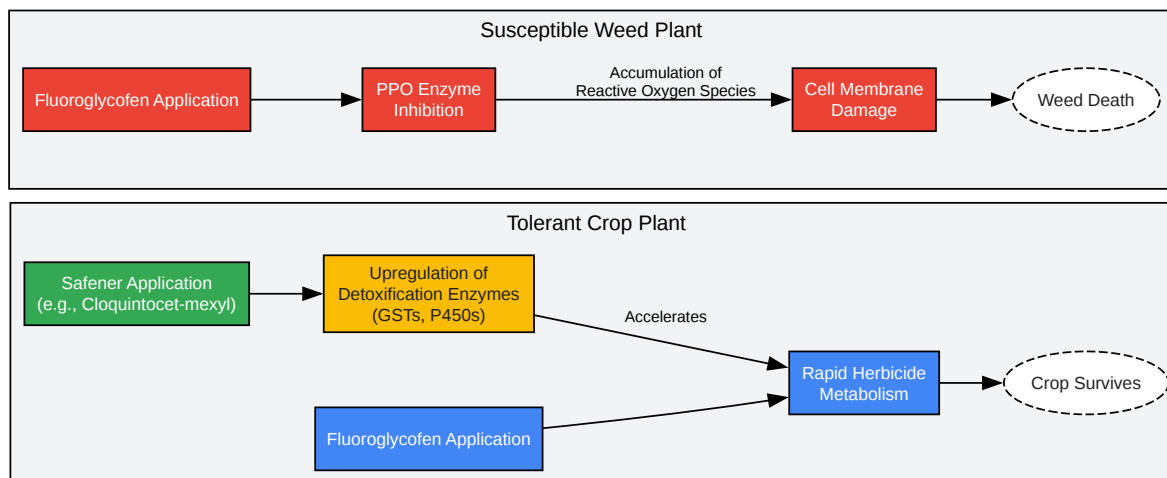 Susceptible Weed Plant
Fluoroglycofen Application
PPO Enzyme
Inhibition
Accumulation of
Reactive Oxygen Species
Cell Membrane
Damage
Weed Death
Tolerant Crop Plant
Safener Application
(e.g., Cloquintocet-mexyl)
Upregulation of
Detoxification Enzymes
(GSTs, P450s)
Accelerates
Fluoroglycofen Application
Rapid Herbicide
Metabolism
Crop Survives